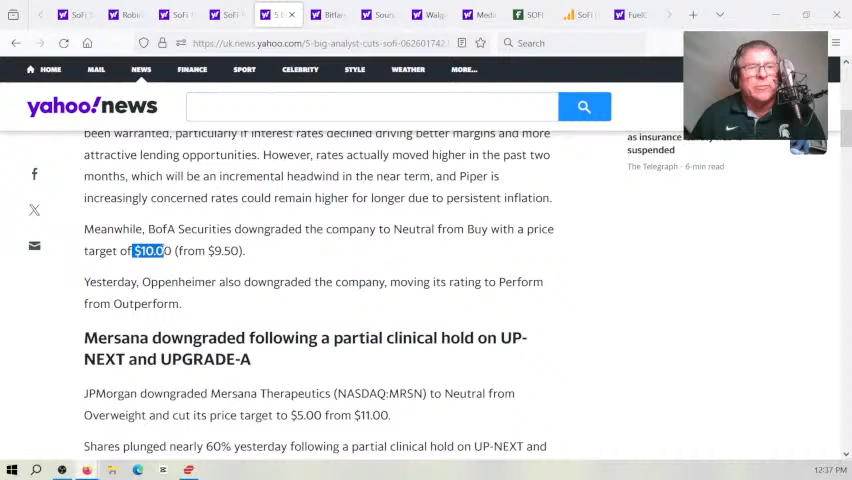 SoFi
Robin
SoFi
SoFi
5 b
Bitfar
Soun
Walg
Medi
SOFI
SoFi
FuelC
https://uk.news.yahoo.com/5-big-analyst-cuts-sofi-062601742.
Search
HOME
MAIL
NEWS
FINANCE
SPORT
CELEBRITY
STYLE
WEATHER
MORE...
yahoo!news
been warranted, particularly if interest rates declined driving better margins and more
attractive lending opportunities. However, rates actually moved higher in the past two
months, which will be an incremental headwind in the near term, and Piper is
increasingly concerned rates could remain higher for longer due to persistent inflation.
as insurance
suspended
The Telegraph · 6-min read
Meanwhile, BofA Securities downgraded the company to Neutral from Buy with a price
target of $10.00 (from $9.50).
Yesterday, Oppenheimer also downgraded the company, moving its rating to Perform
from Outperform.
Mersana downgraded following a partial clinical hold on UP-
NEXT and UPGRADE-A
JPMorgan downgraded Mersana Therapeutics (NASDAQ:MRSN) to Neutral from
Overweight and cut its price target to $5.00 from $11.00.
Shares plunged nearly 60% yesterday following a partial clinical hold on UP-NEXT and
12:37 PM